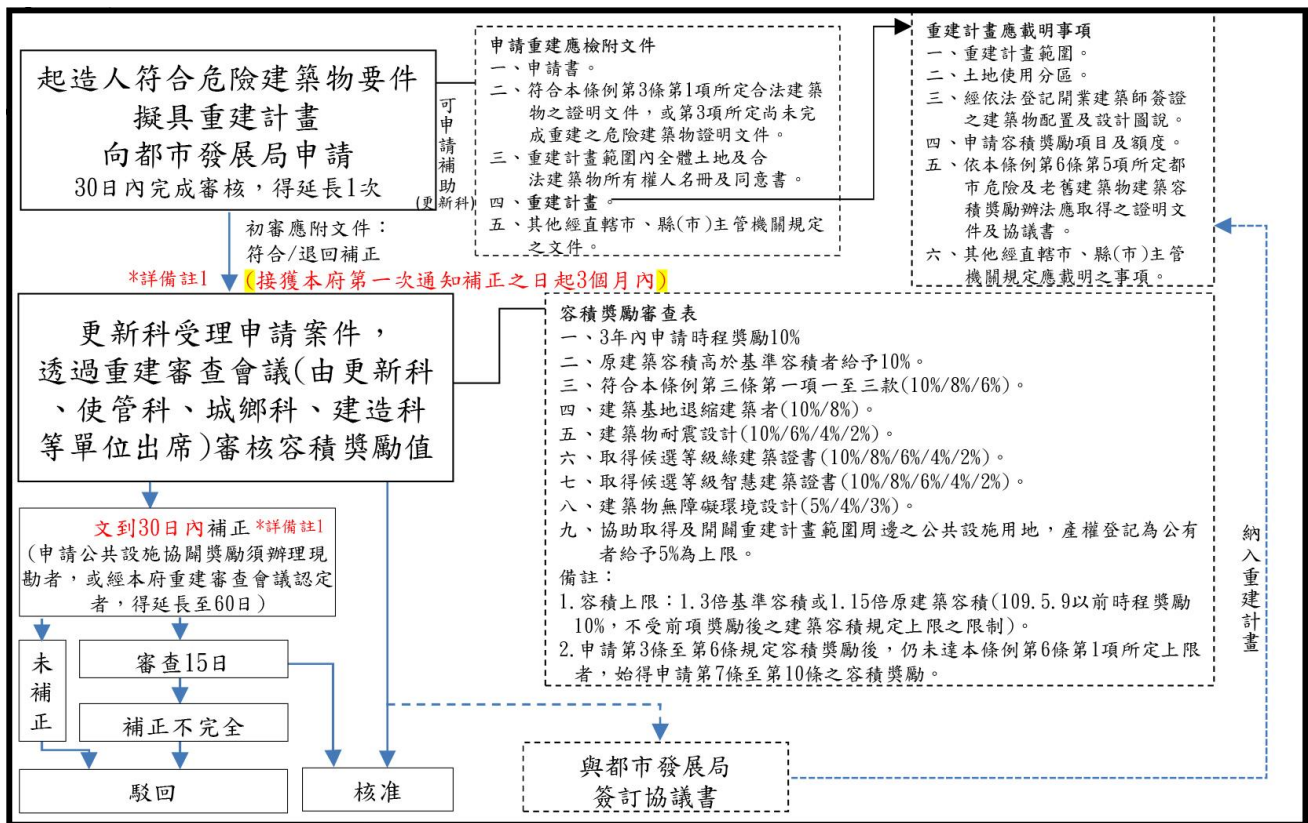 起造人符合危險建築物要件
擬具重建計畫
向都市發展局申請
30日內完成審核，得延長1次
可申請補助
(更新科)
申請重建應檢附文件
一、申請書。
二、符合本條例第3條第1項所定合法建築
物之證明文件，或第3項所定尚未完
成重建之危險建築物證明文件。
三、重建計畫範圍內全體土地及合
法建築物所有權人名冊及同意書。
四、重建計畫。
五、其他經直轄市、縣(市)主管機關規定
之文件。
重建計畫應載明事項
一、重建計畫範圍。
二、土地使用分區。
三、經依法登記開業建築師簽證
之建築物配置及設計圖說。
四、申請容積獎勵項目及額度。
五、依本條例第6條第5項所定都
市危險及老舊建築物建築容
積獎勵辦法應取得之證明文
件及協議書。
六、其他經直轄市、縣(市)主管
機關規定應載明之事項。
初審應附文件：
符合/退回補正
*詳備註1 (接獲本府第一次通知補正之日起3個月內)
更新科受理申請案件，
透過重建審查會議(由更新科
、使管科、城鄉科、建造科
等單位出席)審核容積獎勵值
容積獎勵審查表
一、3年內申請時程獎勵10%
二、原建築容積高於基準容積者給予10%。
三、符合本條例第三條第一項一至三款(10%/8%/6%)。
四、建築基地退縮建築者(10%/8%)。
五、建築物耐震設計(10%/6%/4%/2%)。
六、取得候選等級綠建築證書(10%/8%/6%/4%/2%)。
七、取得候選等級智慧建築證書(10%/8%/6%/4%/2%)。
八、建築物無障礙環境設計(5%/4%/3%)。
九、協助取得及開闢重建計畫範圍周邊之公共設施用地，產權登記為公有
者給予5%為上限。
備註：
1.容積上限：1.3倍基準容積或1.15倍原建築容積(109.5.9以前時程獎勵
10%，不受前項獎勵後之建築容積規定上限之限制)。
2.申請第3條至第6條規定容積獎勵後，仍未達本條例第6條第1項所定上限
者，始得申請第7條至第10條之容積獎勵。
納入重建計畫
文到30日內補正 *詳備註1
(申請公共設施協闢獎勵須辦理現
勘者，或經本府重建審查會議認定
者，得延長至60日)
未補正
審查15日
補正不完全
駁回
核准
與都市發展局
簽訂協議書